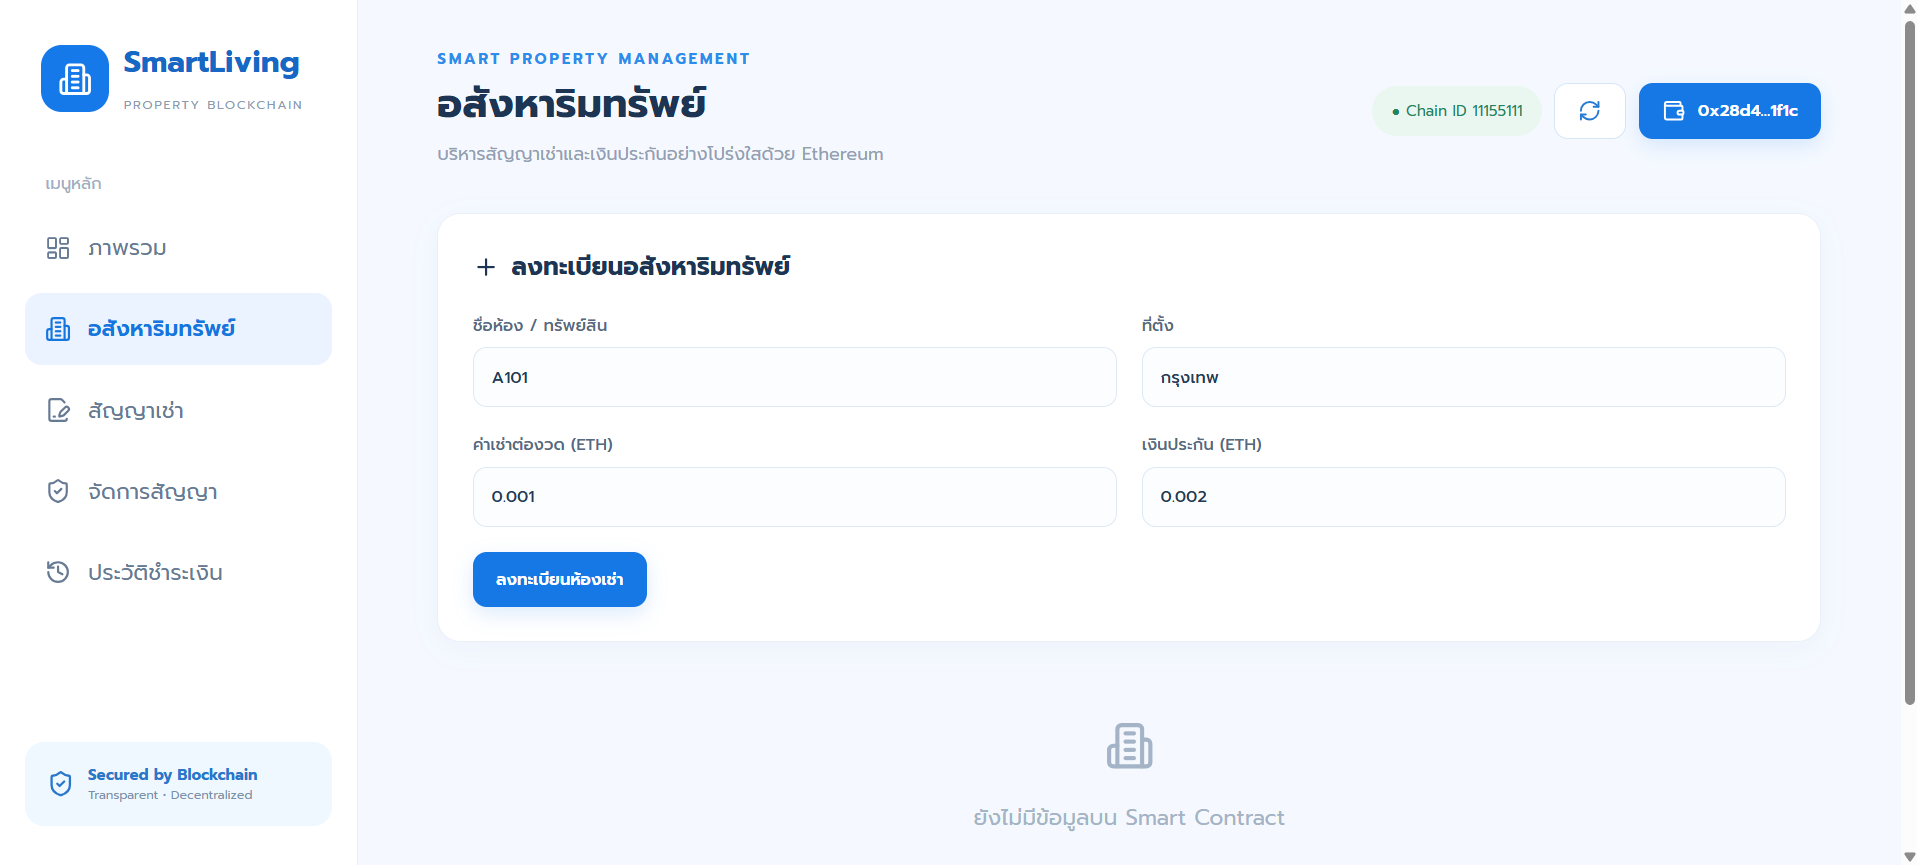 SmartLiving
PROPERTY BLOCKCHAIN
เมนูหลัก
ภาพรวม
อสังหาริมทรัพย์
สัญญาเช่า
จัดการสัญญา
ประวัติชำระเงิน
Secured by Blockchain
Transparent · Decentralized
SMART PROPERTY MANAGEMENT
อสังหาริมทรัพย์
บริหารสัญญาเช่าและเงินประกันอย่างโปร่งใสด้วย Ethereum
● Chain ID 11155111
0x28d4...1f1c
ลงทะเบียนอสังหาริมทรัพย์
ชื่อห้อง / ทรัพย์สิน
A101
ที่ตั้ง
กรุงเทพ
ค่าเช่าต่องวด (ETH)
0.001
เงินประกัน (ETH)
0.002
ลงทะเบียนห้องเช่า
ยังไม่มีข้อมูลบน Smart Contract